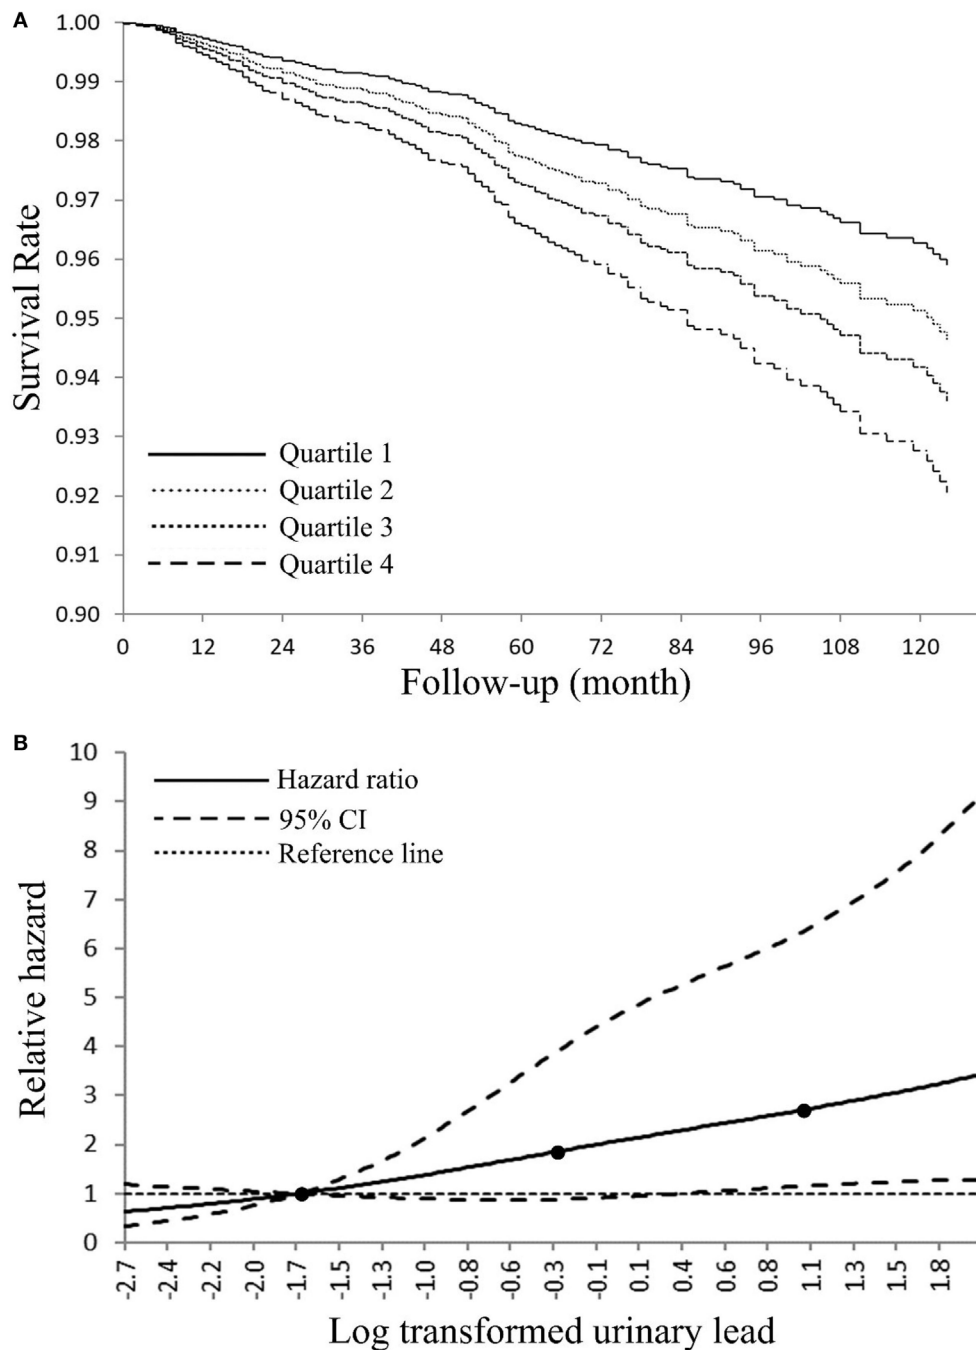 A
1.00
0.99
0.98
0.97
0.96
0.95
0.94
0.93
0.92
0.91
0.90
Survival Rate
Quartile 1
Quartile 2
Quartile 3
Quartile 4
0 12 24 36 48 60 72 84 96 108 120
Follow-up (month)
B
10
9
8
7
6
5
4
3
2
1
0
Relative hazard
Hazard ratio
95% CI
Reference line
-2.7 -2.4 -2.2 -2.0 -1.7 -1.5 -1.3 -1.0 -0.8 -0.6 -0.3 -0.1 0.1 0.4 0.6 0.8 1.1 1.3 1.5 1.8
Log transformed urinary lead